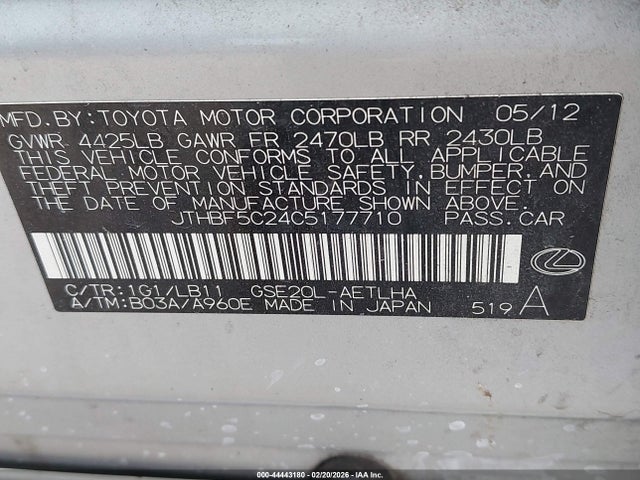 MFD.BY:TOYOTA MOTOR CORPORATION 05/12
GVWR 4425LB GAWR FR 2470LB RR 2430LB
THIS VEHICLE CONFORMS TO ALL APPLICABLE
FEDERAL MOTOR VEHICLE SAFETY,BUMPER,AND
THEFT PREVENTION STANDARDS IN EFFECT ON
THE DATE OF MANUFACTURE SHOWN ABOVE.
JTHBF5C24C5177710 PASS.CAR
C/TR:1G1/LB11 GSE20L-AETLHA
A/TM:B03A/A960E MADE IN JAPAN 519 A
000-44443180 | 02/20/2026 | IAA Inc.